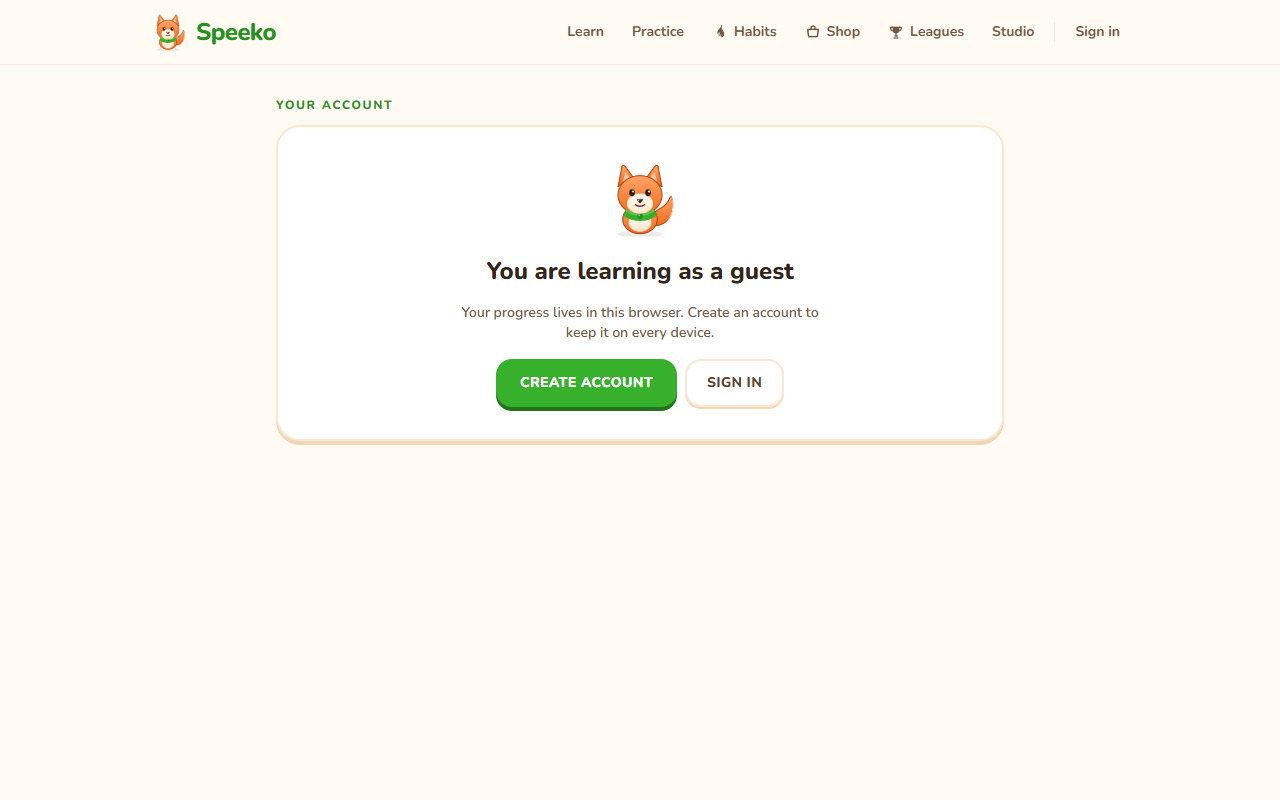 Speeko
Learn
Practice
Habits
Shop
Leagues
Studio
Sign in
YOUR ACCOUNT
You are learning as a guest
Your progress lives in this browser. Create an account to
keep it on every device.
CREATE ACCOUNT
SIGN IN